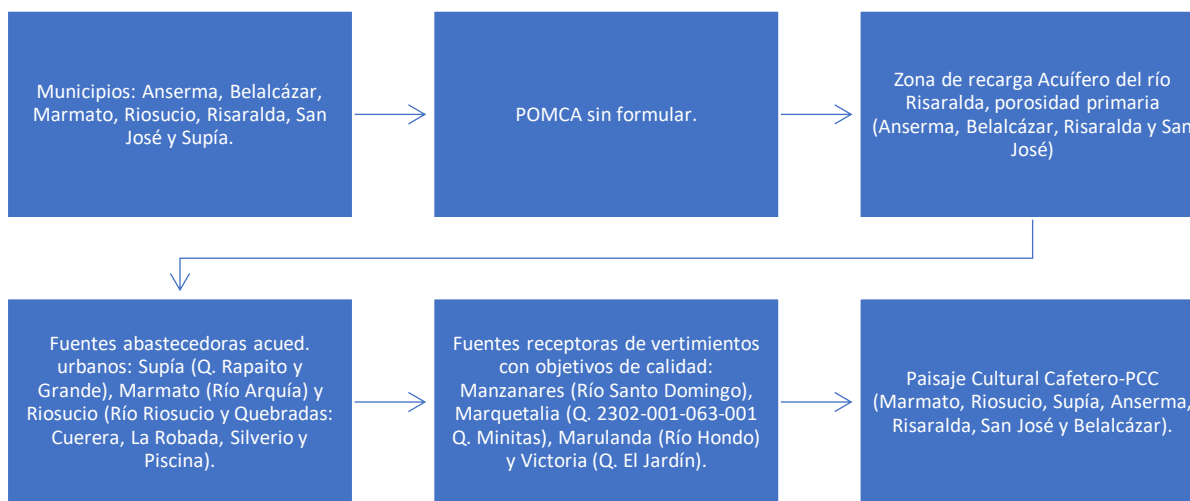 Municipios: Anserma, Belalcázar,
Marmato, Riosucio, Risaralda, San
José y Supía.
POMCA sin formular.
Zona de recarga Acuífero del río
Risaralda, porosidad primaria
(Anserma, Belalcázar, Risaralda y San
José)
Fuentes abastecedoras acued.
urbanos: Supía (Q. Rapaito y
Grande), Marmato (Río Arquía) y
Riosucio (Río Riosucio y Quebradas:
Cuerera, La Robada, Silverio y
Piscina).
Fuentes receptoras de vertimientos
con objetivos de calidad:
Manzanares (Río Santo Domingo),
Marquetalia (Q. 2302-001-063-001
Q. Minitas), Marulanda (Río Hondo)
y Victoria (Q. El Jardín).
Paisaje Cultural Cafetero-PCC
(Marmato, Riosucio, Supía, Anserma,
Risaralda, San José y Belalcázar).